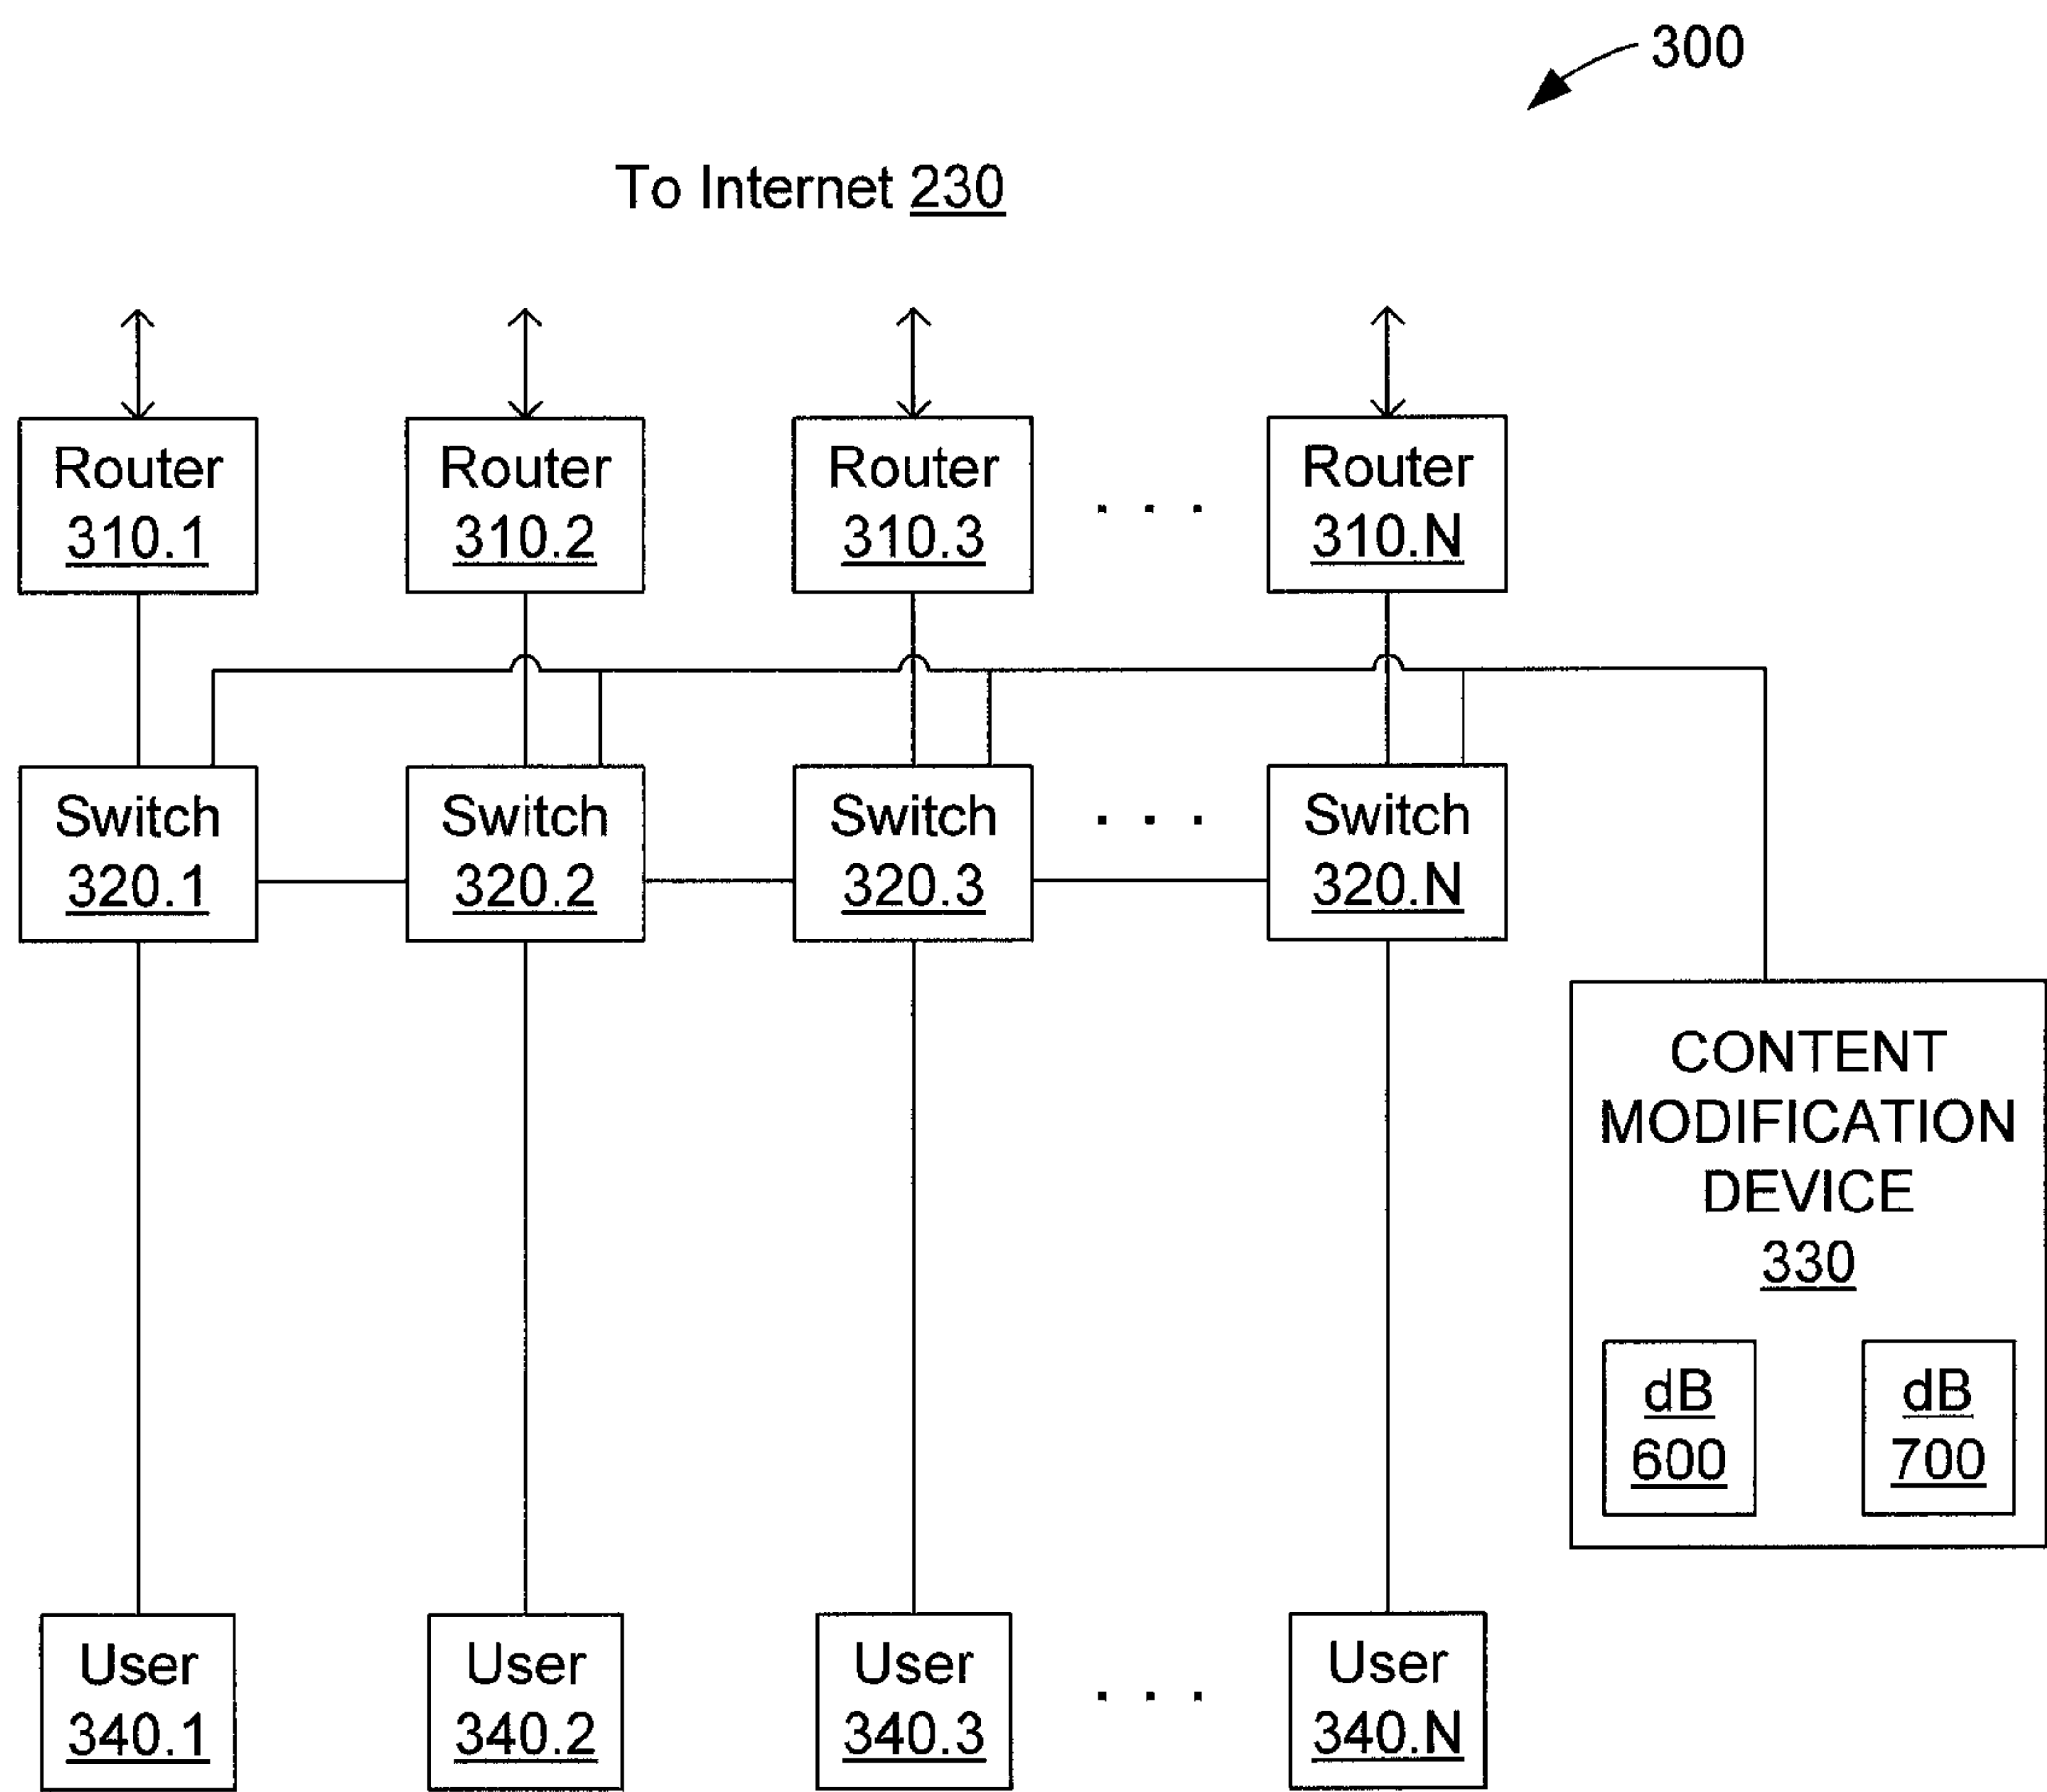 300
To Internet 230
Router
310.1
Router
310.2
Router
310.3
. . .
Router
310.N
Switch
320.1
Switch
320.2
Switch
320.3
. . .
Switch
320.N
CONTENT
MODIFICATION
DEVICE
330
dB
600
dB
700
User
340.1
User
340.2
User
340.3
. . .
User
340.N